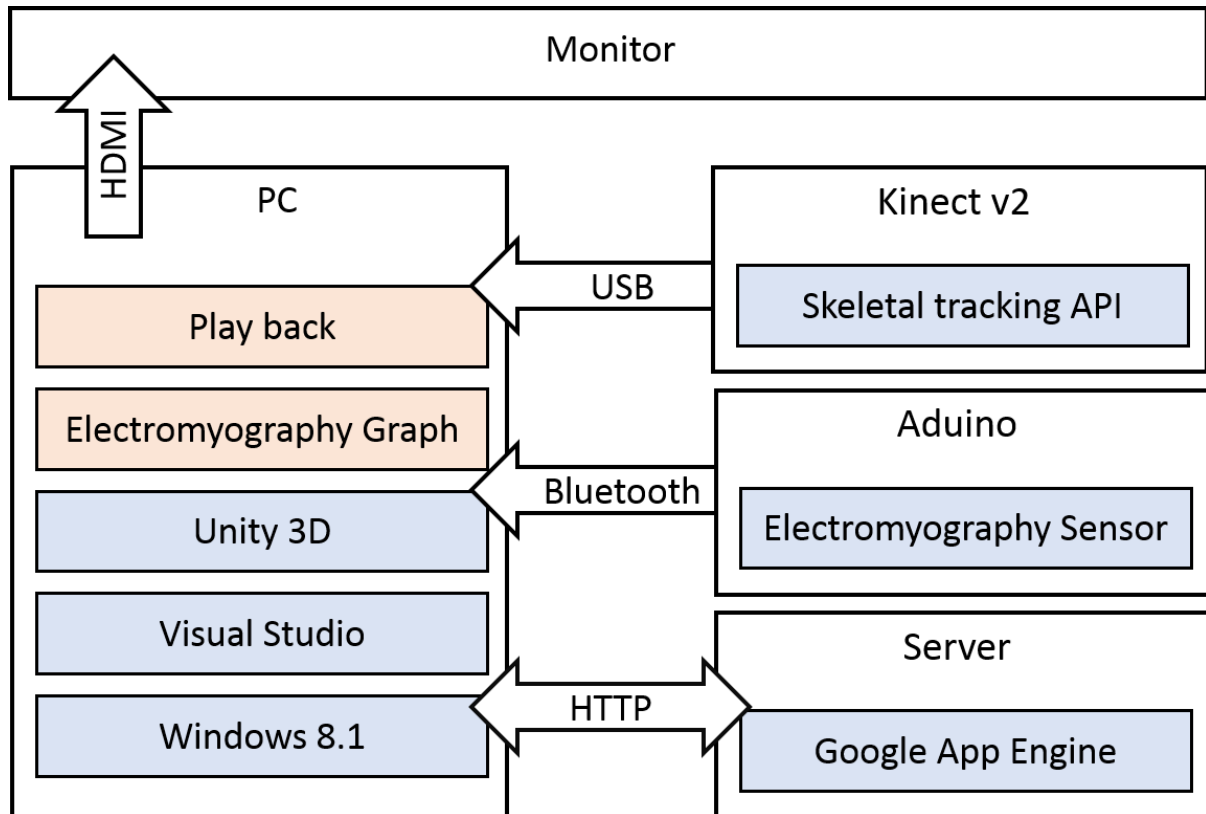 Monitor
HDMI
PC
Play back
Electromyography Graph
Unity 3D
Visual Studio
Windows 8.1
USB
Bluetooth
HTTP
Kinect v2
Skeletal tracking API
Aduino
Electromyography Sensor
Server
Google App Engine